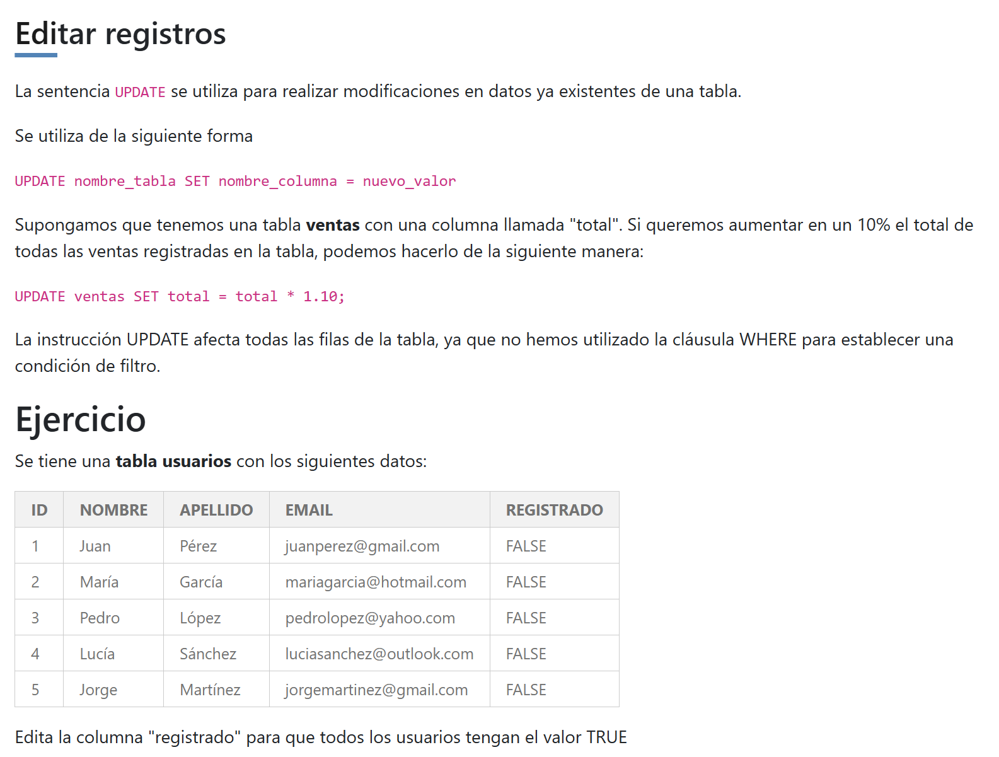 Editar registros
La sentencia UPDATE se utiliza para realizar modificaciones en datos ya existentes de una tabla.
Se utiliza de la siguiente forma
UPDATE nombre_tabla SET nombre_columna = nuevo_valor
Supongamos que tenemos una tabla ventas con una columna llamada "total". Si queremos aumentar en un 10% el total de
todas las ventas registradas en la tabla, podemos hacerlo de la siguiente manera:
UPDATE ventas SET total = total * 1.10;
La instrucción UPDATE afecta todas las filas de la tabla, ya que no hemos utilizado la cláusula WHERE para establecer una
condición de filtro.
Ejercicio
Se tiene una tabla usuarios con los siguientes datos:
ID NOMBRE APELLIDO EMAIL REGISTRADO
1 Juan Pérez juanperez@gmail.com FALSE
2 María García mariagarcia@hotmail.com FALSE
3 Pedro López pedrolopez@yahoo.com FALSE
4 Lucía Sánchez luciasanchez@outlook.com FALSE
5 Jorge Martínez jorgemartinez@gmail.com FALSE
Edita la columna "registrado" para que todos los usuarios tengan el valor TRUE